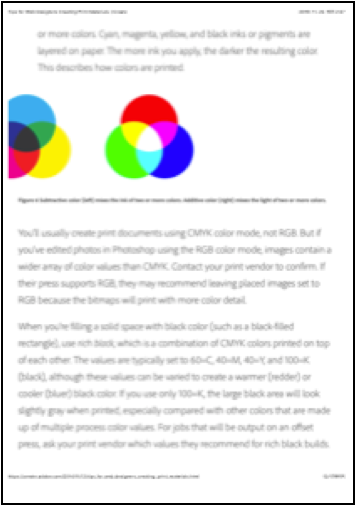 or more colors. Cyan, magenta, yellow, and black inks or pigments are
layered on paper. The more ink you apply, the darker the resulting color.
This describes how colors are printed.
Figure 6 Subtractive color (left) mixes the ink of two or more colors. Additive color (right) mixes the light of two or more colors.
You'll usually create print documents using CMYK color mode, not RGB. But if
you've edited photos in Photoshop using the RGB color mode, images contain a
wider array of color values than CMYK. Contact your print vendor to confirm. If
their press supports RGB, they may recommend leaving placed images set to
RGB because the bitmaps will print with more color detail.
When you're filling a solid space with black color (such as a black-filled
rectangle), use rich black, which is a combination of CMYK colors printed on top
of each other. The values are typically set to 60=C, 40=M, 40=Y, and 100=K
(black), although these values can be varied to create a warmer (redder) or
cooler (bluer) black color. If you use only 100=K, the large black area will look
slightly gray when printed, especially compared with other colors that are made
up of multiple process color values. For jobs that will be output on an offset
press, ask your print vendor which values they recommend for rich black builds.